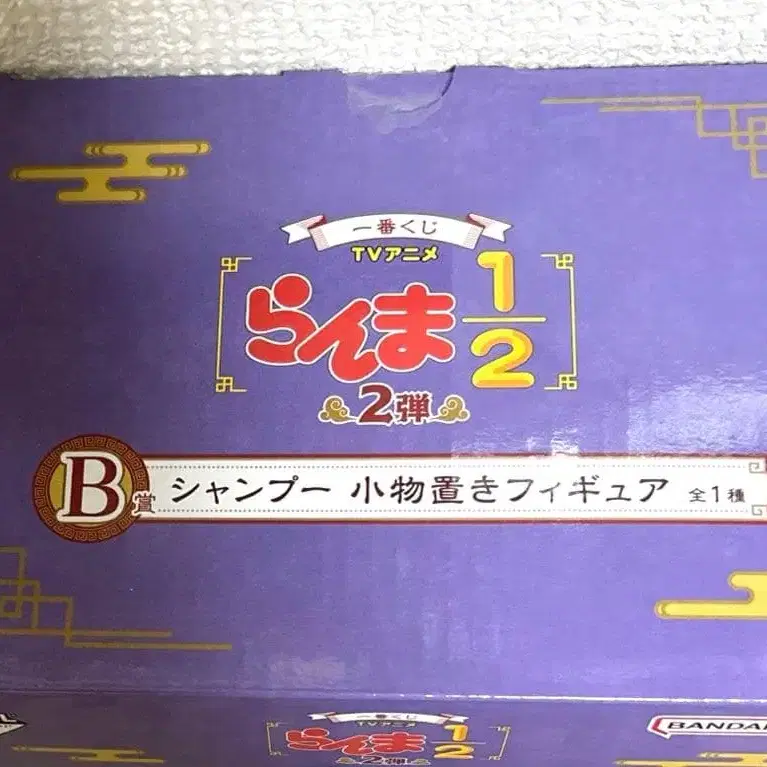 一番くじ
TVアニメ
らんま1/2
2弾
B賞 シャンプー 小物置きフィギュア 全1種
一番くじ
TVアニメ
らんま1/2
2弾
BANDAI